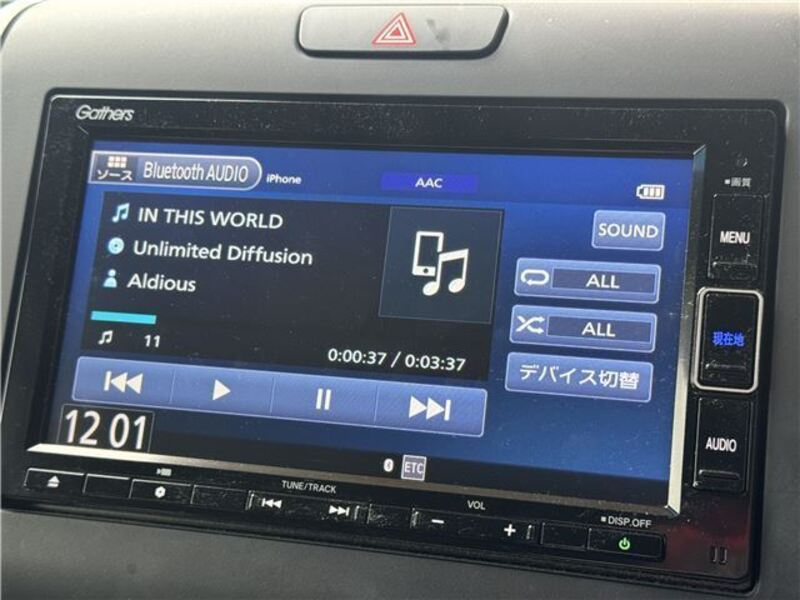 Gathers
ソース Bluetooth AUDIO iPhone AAC
画質
IN THIS WORLD
SOUND
MENU
Unlimited Diffusion
Aldious
ALL
ALL
現在地
11
0:00:37 / 0:03:37
デバイス切替
12 01
ETC
AUDIO
TUNE/TRACK
VOL
DISP.OFF